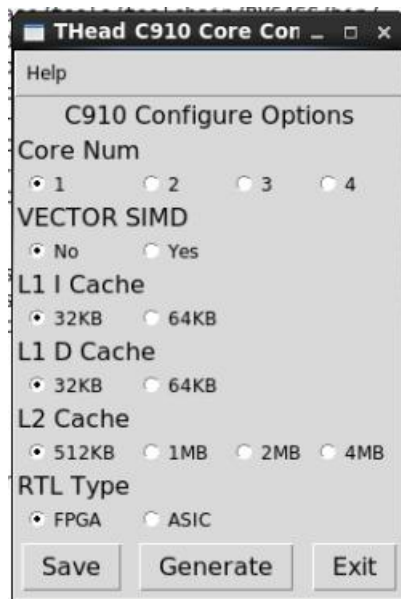 THead C910 Core Con
Help
C910 Configure Options
Core Num
1 2 3 4
VECTOR SIMD
No Yes
L1 I Cache
32KB 64KB
L1 D Cache
32KB 64KB
L2 Cache
512KB 1MB 2MB 4MB
RTL Type
FPGA ASIC
Save Generate Exit